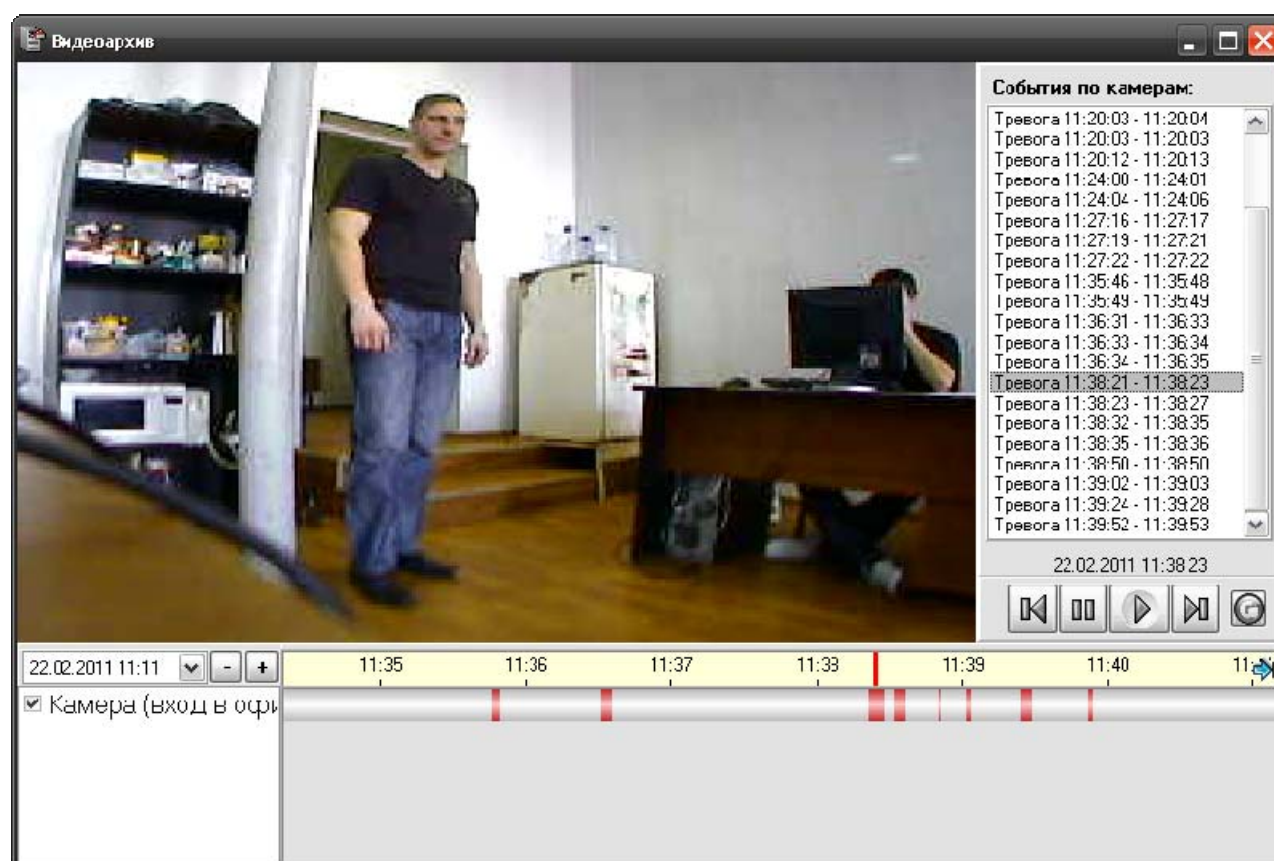 Видеоархив
События по камерам:
Тревога 11:20:03 - 11:20:04
Тревога 11:20:03 - 11:20:03
Тревога 11:20:12 - 11:20:13
Тревога 11:24:00 - 11:24:01
Тревога 11:24:04 - 11:24:06
Тревога 11:27:16 - 11:27:17
Тревога 11:27:19 - 11:27:21
Тревога 11:27:22 - 11:27:22
Тревога 11:35:46 - 11:35:48
Тревога 11:35:49 - 11:35:49
Тревога 11:36:31 - 11:36:33
Тревога 11:36:33 - 11:36:34
Тревога 11:36:34 - 11:36:35
Тревога 11:38:21 - 11:38:23
Тревога 11:38:23 - 11:38:27
Тревога 11:38:32 - 11:38:35
Тревога 11:38:35 - 11:38:36
Тревога 11:38:50 - 11:38:50
Тревога 11:39:02 - 11:39:03
Тревога 11:39:24 - 11:39:28
Тревога 11:39:52 - 11:39:53
22.02.2011 11:38:23
22.02.2011 11:11 - +
11:35 11:36 11:37 11:38 11:39 11:40
Камера (вход в офи